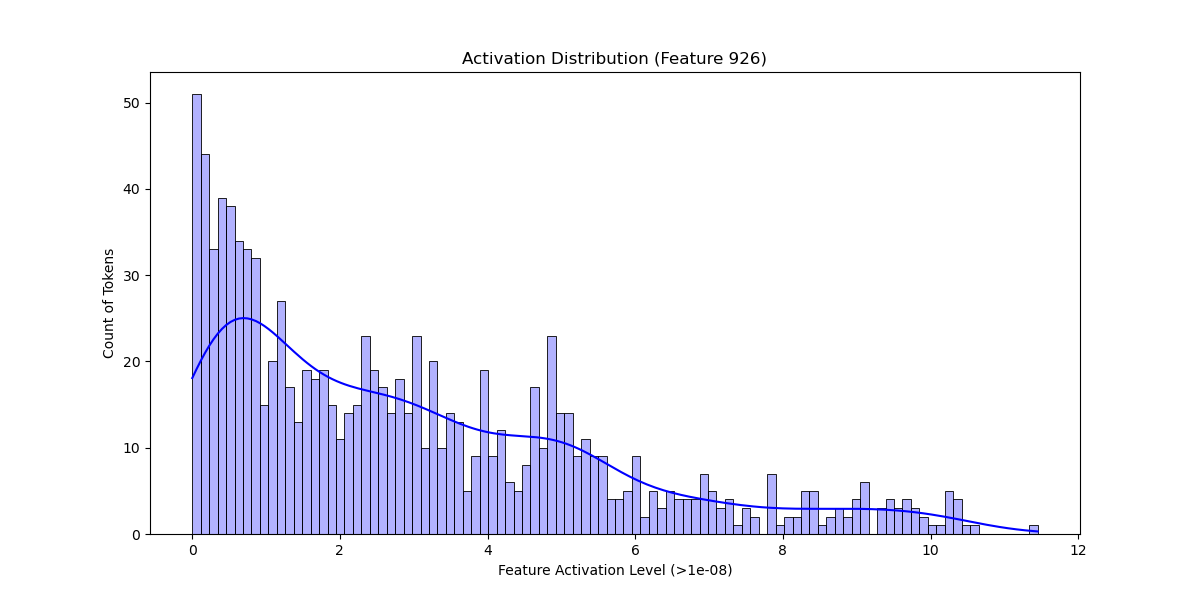 Activation Distribution (Feature 926)
50
40
30
20
10
0
Count of Tokens
0 2 4 6 8 10 12
Feature Activation Level (>1e-08)